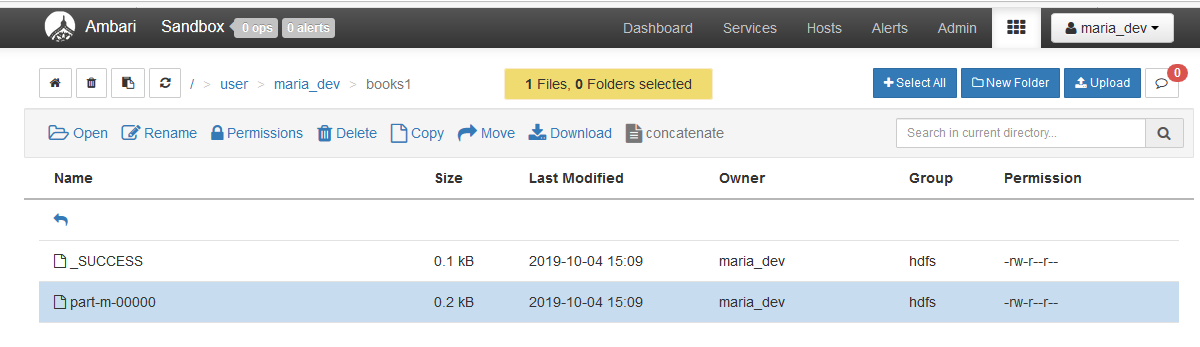 Ambari Sandbox 0 ops 0 alerts Dashboard Services Hosts Alerts Admin maria_dev
/ > user > maria_dev > books1 1 Files, 0 Folders selected Select All New Folder Upload 0
Open Rename Permissions Delete Copy Move Download concatenate Search in current directory...
Name Size Last Modified Owner Group Permission
_SUCCESS 0.1 kB 2019-10-04 15:09 maria_dev hdfs -rw-r--r--
part-m-00000 0.2 kB 2019-10-04 15:09 maria_dev hdfs -rw-r--r--